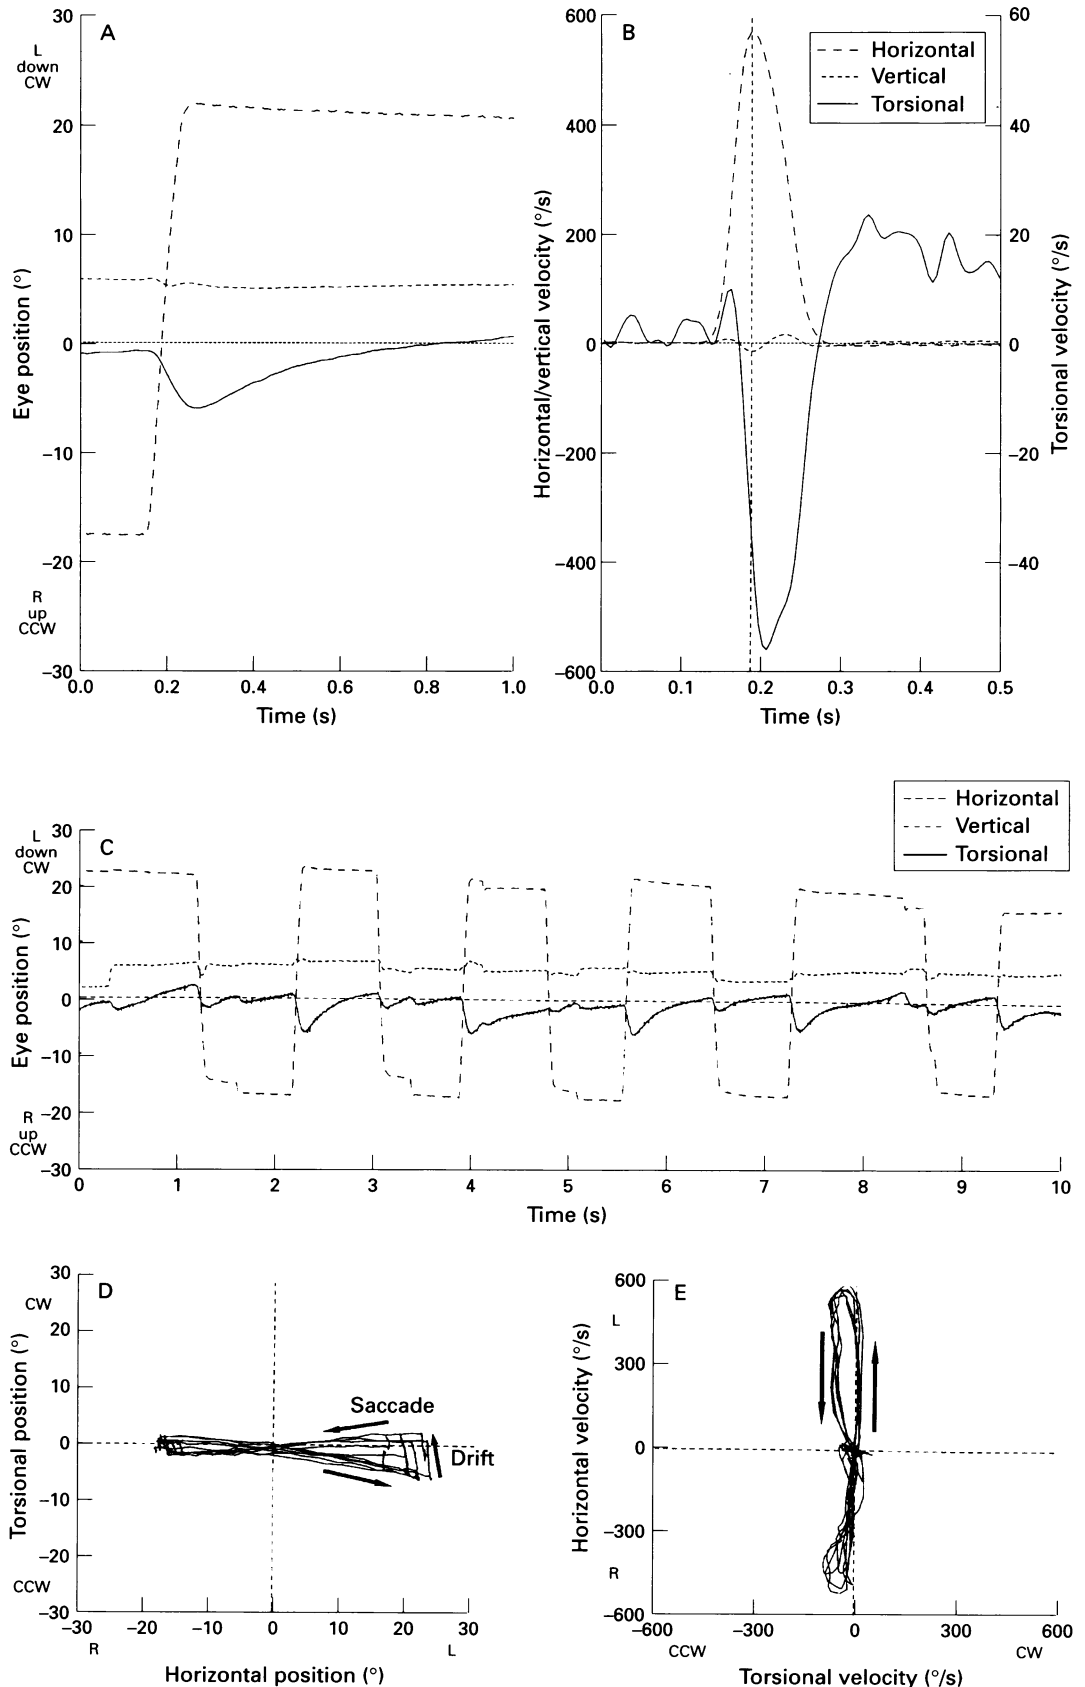 A
L
down
CW
30
20
10
0
−10
−20
−30
R
up
CCW
Eye position (°)
0.0 0.2 0.4 0.6 0.8 1.0
Time (s)
B
Horizontal
Vertical
Torsional
600
400
200
0
−200
−400
−600
Horizontal/vertical velocity (°/s)
60
40
20
0
−20
−40
Torsional velocity (°/s)
0.0 0.1 0.2 0.3 0.4 0.5
Time (s)
Horizontal
Vertical
Torsional
C
L
down
CW
30
20
10
0
−10
−20
−30
R
up
CCW
Eye position (°)
0 1 2 3 4 5 6 7 8 9 10
Time (s)
D
30
CW
20
10
0
−10
−20
CCW
−30
Torsional position (°)
Saccade
Drift
−30 −20 −10 0 10 20 30
R L
Horizontal position (°)
E
600
L
300
0
−300
R
−600
Horizontal velocity (°/s)
−600 −300 0 300 600
CCW CW
Torsional velocity (°/s)